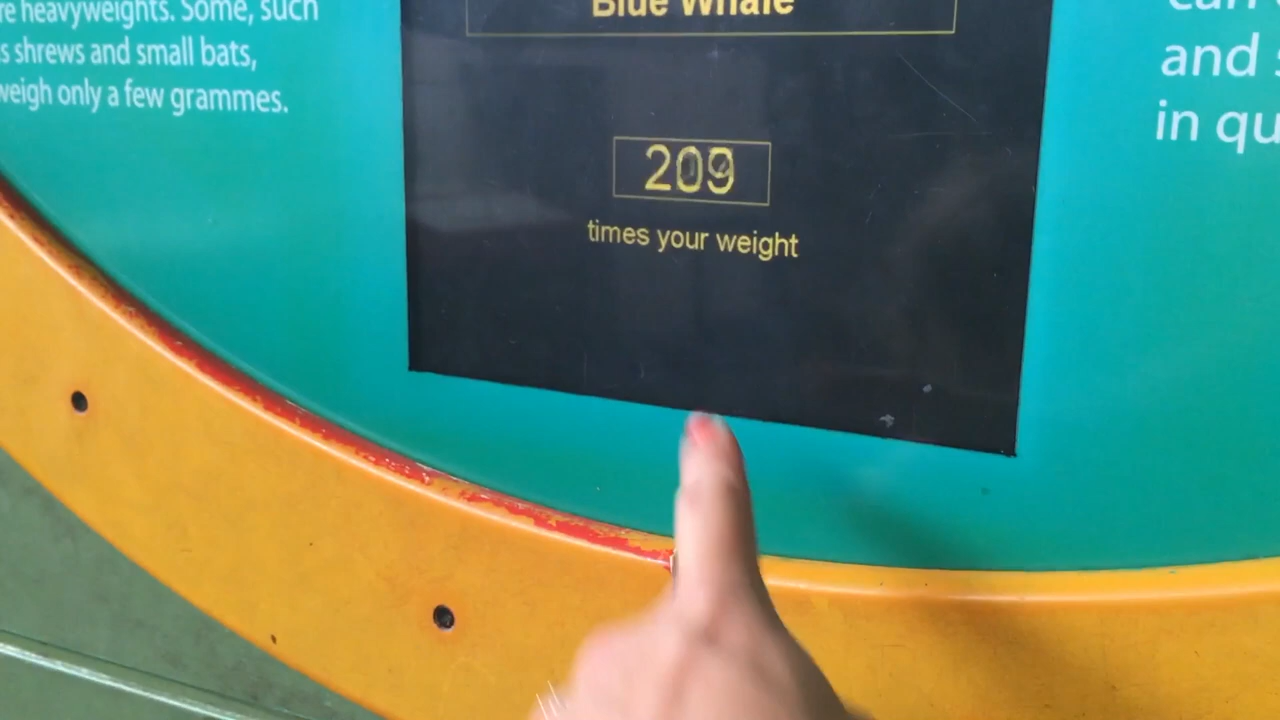 re heavyweights. Some, such
s shrews and small bats,
weigh only a few grammes.
Blue Whale
times your weight
and
in qu